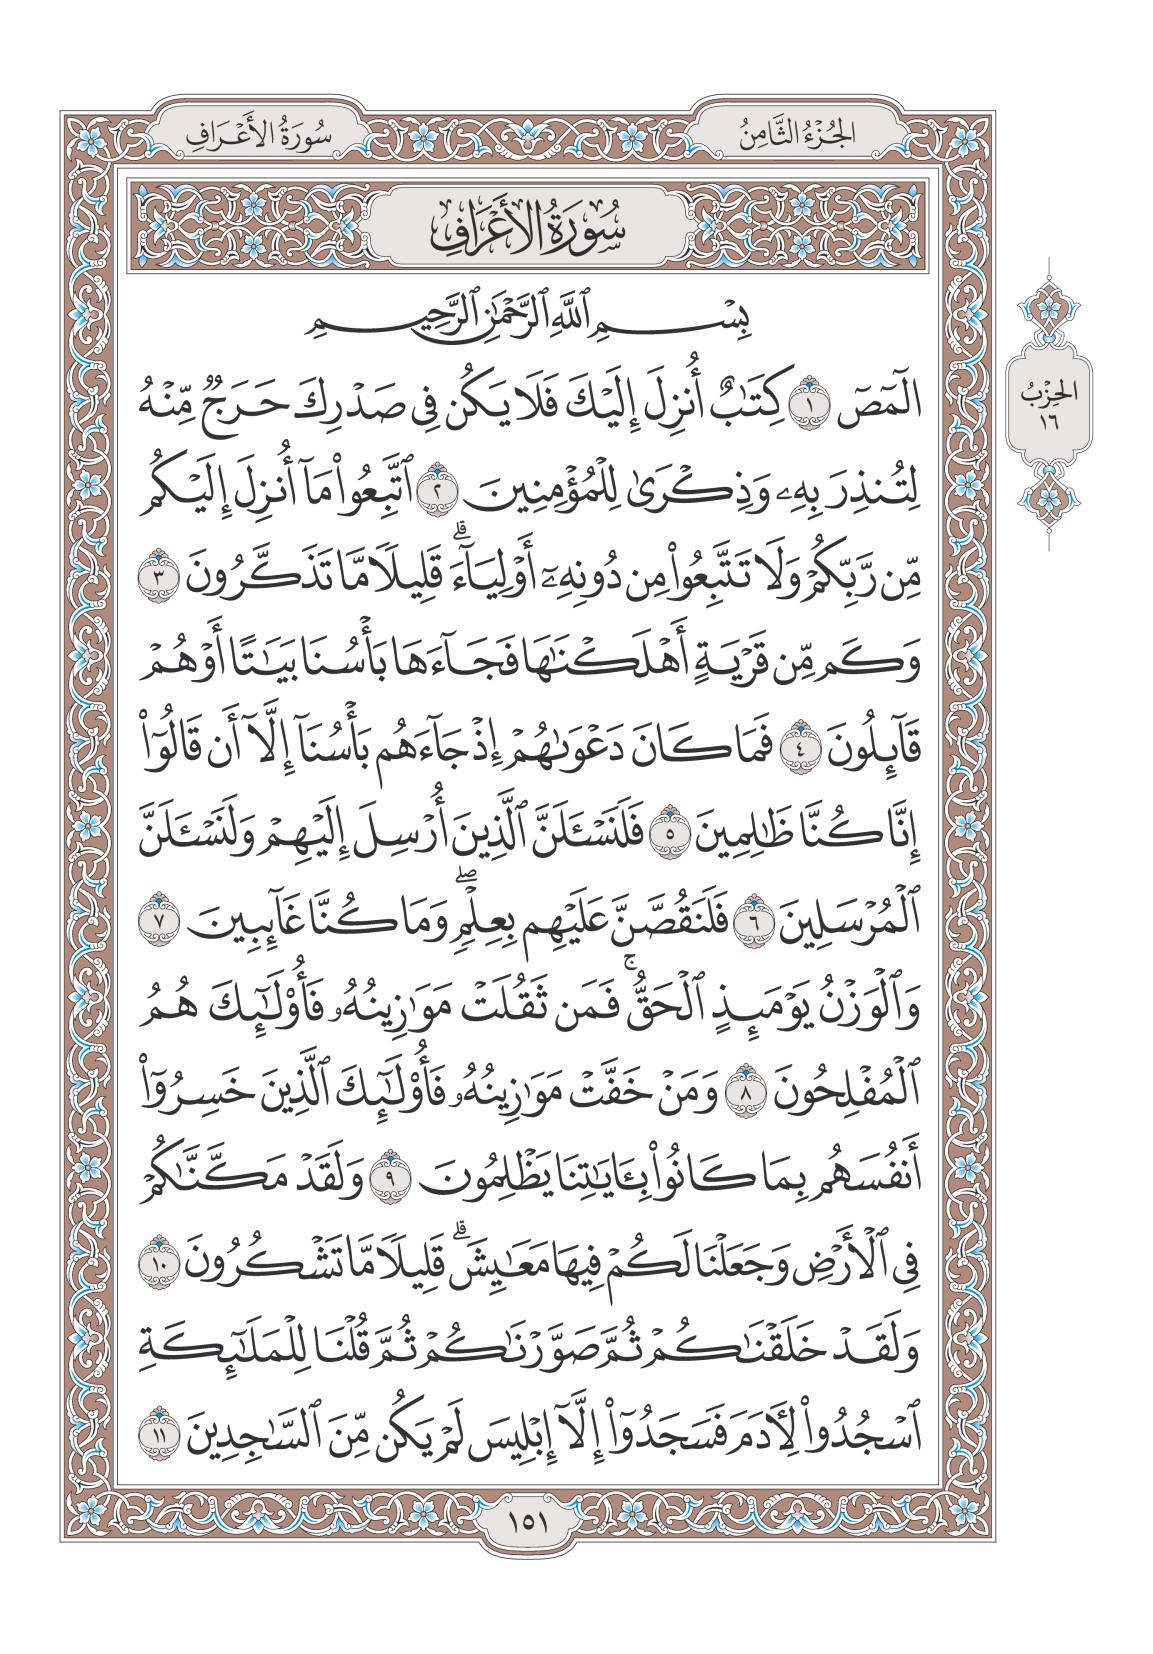 الجُزْءُ الثَّامِنُ
سُورَةُ الأَعْرَافِ
سُورَةُ الأَعْرَافِ
بِسْمِ ٱللَّهِ ٱلرَّحْمَٰنِ ٱلرَّحِيمِ
الٓمٓصٓ ١ كِتَٰبٌ أُنزِلَ إِلَيْكَ فَلَا يَكُن فِى صَدْرِكَ حَرَجٌ مِّنْهُ
لِتُنذِرَ بِهِۦ وَذِكْرَىٰ لِلْمُؤْمِنِينَ ٢ ٱتَّبِعُوا۟ مَآ أُنزِلَ إِلَيْكُم
مِّن رَّبِّكُمْ وَلَا تَتَّبِعُوا۟ مِن دُونِهِۦٓ أَوْلِيَآءَ ۗ قَلِيلًا مَّا تَذَكَّرُونَ ٣
وَكَم مِّن قَرْيَةٍ أَهْلَكْنَٰهَا فَجَآءَهَا بَأْسُنَا بَيَٰتًا أَوْ هُمْ
قَآئِلُونَ ٤ فَمَا كَانَ دَعْوَىٰهُمْ إِذْ جَآءَهُم بَأْسُنَآ إِلَّآ أَن قَالُوٓا۟
إِنَّا كُنَّا ظَٰلِمِينَ ٥ فَلَنَسْـَٔلَنَّ ٱلَّذِينَ أُرْسِلَ إِلَيْهِمْ وَلَنَسْـَٔلَنَّ
ٱلْمُرْسَلِينَ ٦ فَلَنَقُصَّنَّ عَلَيْهِم بِعِلْمٍ ۖ وَمَا كُنَّا غَآئِبِينَ ٧
وَٱلْوَزْنُ يَوْمَئِذٍ ٱلْحَقُّ ۚ فَمَن ثَقُلَتْ مَوَٰزِينُهُۥ فَأُو۟لَٰٓئِكَ هُمُ
ٱلْمُفْلِحُونَ ٨ وَمَنْ خَفَّتْ مَوَٰزِينُهُۥ فَأُو۟لَٰٓئِكَ ٱلَّذِينَ خَسِرُوٓا۟
أَنفُسَهُم بِمَا كَانُوا۟ بِـَٔايَٰتِنَا يَظْلِمُونَ ٩ وَلَقَدْ مَكَّنَّٰكُمْ
فِى ٱلْأَرْضِ وَجَعَلْنَا لَكُمْ فِيهَا مَعَٰيِشَ ۗ قَلِيلًا مَّا تَشْكُرُونَ ١٠
وَلَقَدْ خَلَقْنَٰكُمْ ثُمَّ صَوَّرْنَٰكُمْ ثُمَّ قُلْنَا لِلْمَلَٰٓئِكَةِ
ٱسْجُدُوا۟ لِـَٔادَمَ فَسَجَدُوٓا۟ إِلَّآ إِبْلِيسَ لَمْ يَكُن مِّنَ ٱلسَّٰجِدِينَ ١١
الحِزْبُ
١٦
١٥١